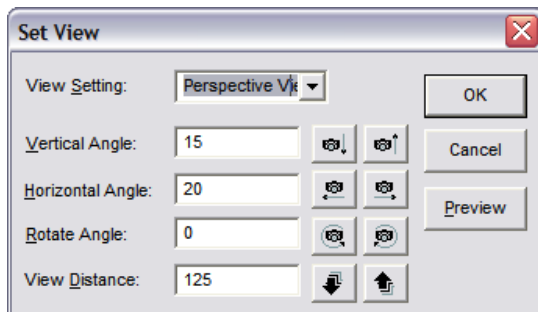 Set View
View Setting: Perspective Vie
OK
Vertical Angle: 15
Cancel
Horizontal Angle: 20
Preview
Rotate Angle: 0
View Distance: 125